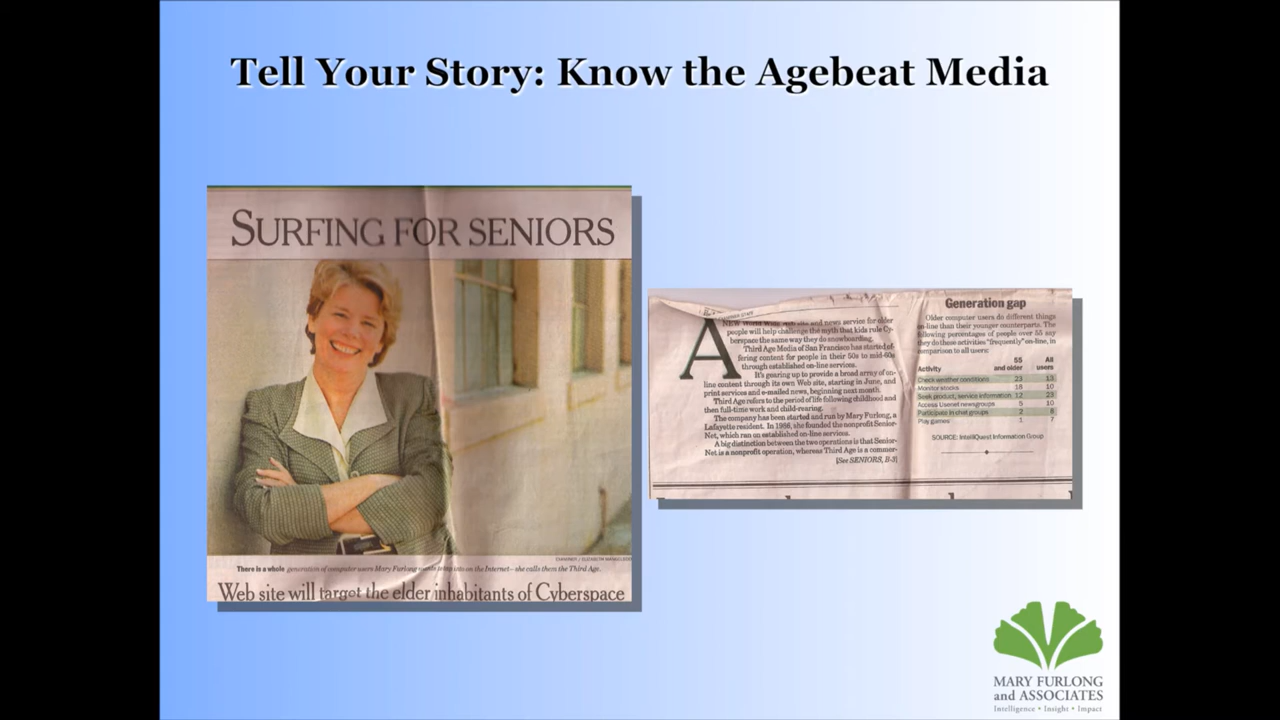 Tell Your Story: Know the Agebeat Media
SURFING FOR SENIORS
EXAMINER / ELIZABETH
There is a whole generation of computer users Mary Furlong on the Internet – she calls them the Third Age.
Web site will target the elder inhabitants of Cyberspace
A NEW World Wide Web site and news service for older
people will help challenge the myth that kids rule Cy-
berspace the same way they do snowboarding.
Third Age Media of San Francisco has started of-
fering content for people in their 50s to mid-60s
through established on-line services.
It's gearing up to provide a broad array of on-
line content through its own Web site, starting in June, and
print services and e-mailed news, beginning next month.
Third Age refers to the period of life following childhood and
then full-time work and child-rearing.
The company has been started and run by Mary Furlong, a
Lafayette resident. In 1986, she founded the nonprofit Senior-
Net, which ran on established on-line services.
A big distinction between the two operations is that Senior-
Net is a nonprofit operation, whereas Third Age is a commer-
[See SENIORS, B-3]
Generation gap
Older computer users do different things
on-line than their younger counterparts. The
following percentages of people over 55 say
they do these activities "frequently" on-line, in
comparison to all users:
Activity 55 and older All users
Check weather conditions 23 13
Monitor stocks 18 10
Seek product, service information 12 23
Access Usenet newsgroups 5 10
Participate in chat groups 2 8
Play games 1 7
SOURCE: IntelliQuest Information Group
MARY FURLONG
and ASSOCIATES
Intelligence • Insight • Impact